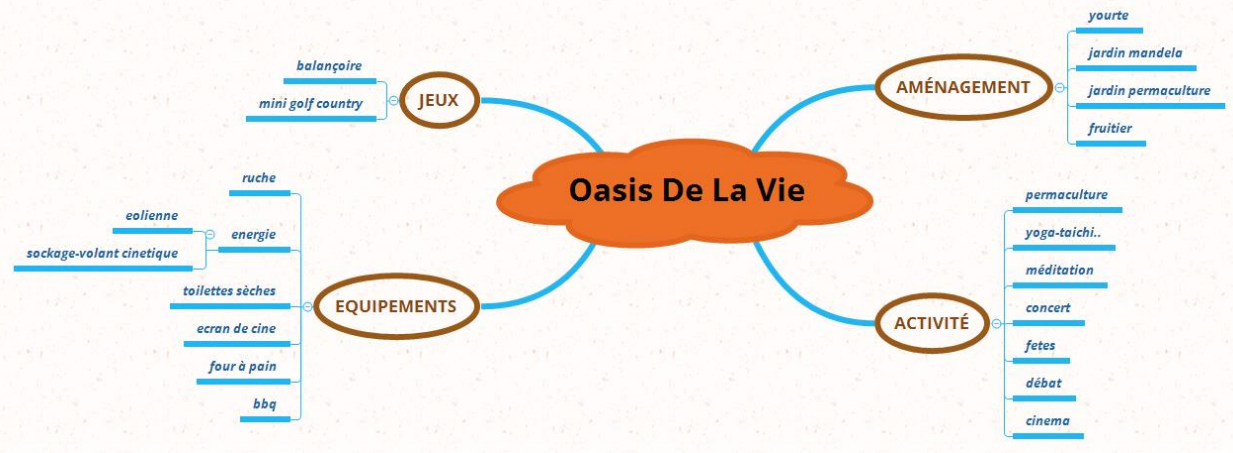 Oasis De La Vie
JEUX
balançoire
mini golf country
EQUIPEMENTS
ruche
energie
eolienne
sockage-volant cinetique
toilettes sèches
ecran de cine
four à pain
bbq
AMÉNAGEMENT
yourte
jardin mandela
jardin permaculture
fruitier
ACTIVITÉ
permaculture
yoga-taichi..
méditation
concert
fetes
débat
cinema